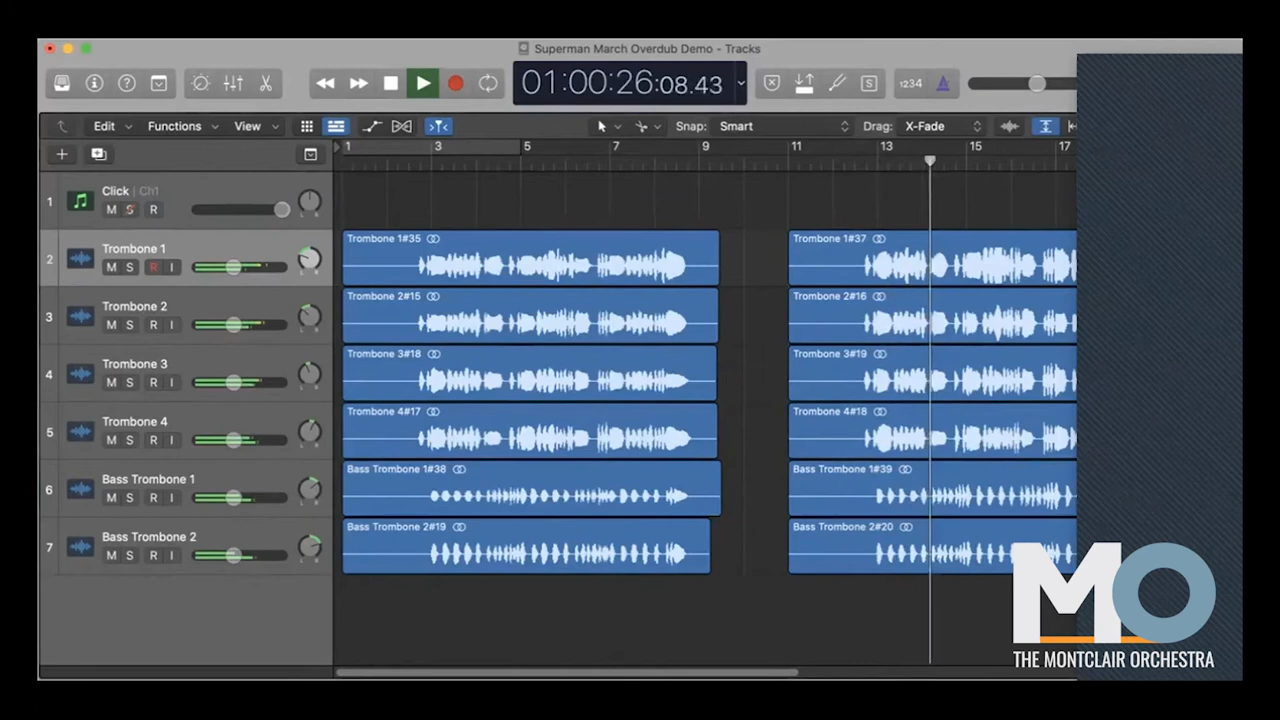 Superman March Overdub Demo - Tracks
01:00:26:08.43
S
1234
Edit
Functions
View
Snap:
Smart
Drag:
X-Fade
1
3
5
7
9
11
13
15
17
1
Click | Ch1
M S R
2
Trombone 1
M S R I
Trombone 1#35
Trombone 1#37
3
Trombone 2
M S R I
Trombone 2#15
Trombone 2#16
4
Trombone 3
M S R I
Trombone 3#18
Trombone 3#19
5
Trombone 4
M S R I
Trombone 4#17
Trombone 4#18
6
Bass Trombone 1
M S R I
Bass Trombone 1#38
Bass Trombone 1#39
7
Bass Trombone 2
M S R I
Bass Trombone 2#19
Bass Trombone 2#20
MO
THE MONTCLAIR ORCHESTRA